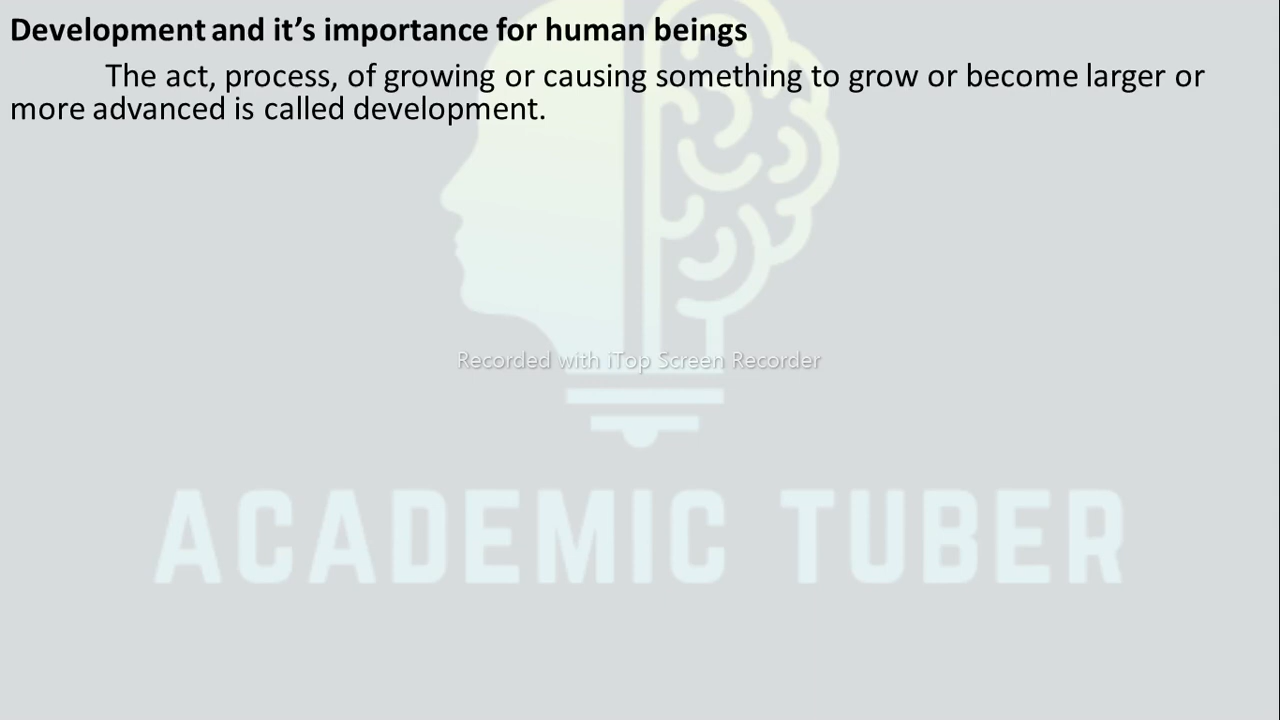 Development and it’s importance for human beings
The act, process, of growing or causing something to grow or become larger or
more advanced is called development.
Recorded with iTop Screen Recorder
ACADEMIC TUBER